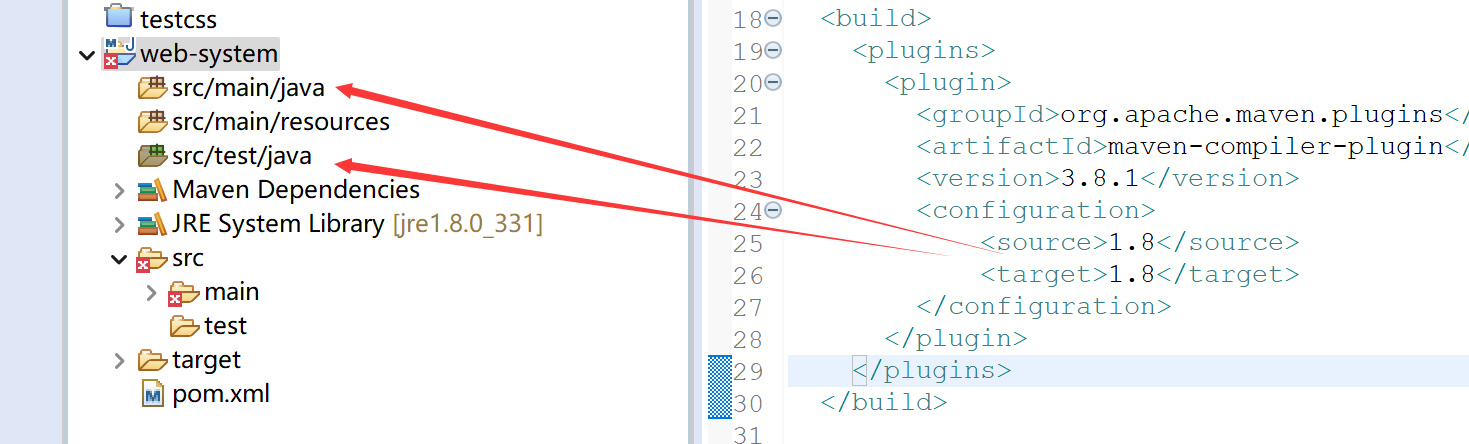 testcss
web-system
src/main/java
src/main/resources
src/test/java
Maven Dependencies
JRE System Library [jre1.8.0_331]
src
main
test
target
pom.xml
18 <build>
19 <plugins>
20 <plugin>
21 <groupId>org.apache.maven.plugins</
22 <artifactId>maven-compiler-plugin</
23 <version>3.8.1</version>
24 <configuration>
25 <source>1.8</source>
26 <target>1.8</target>
27 </configuration>
28 </plugin>
29 </plugins>
30 </build>
31